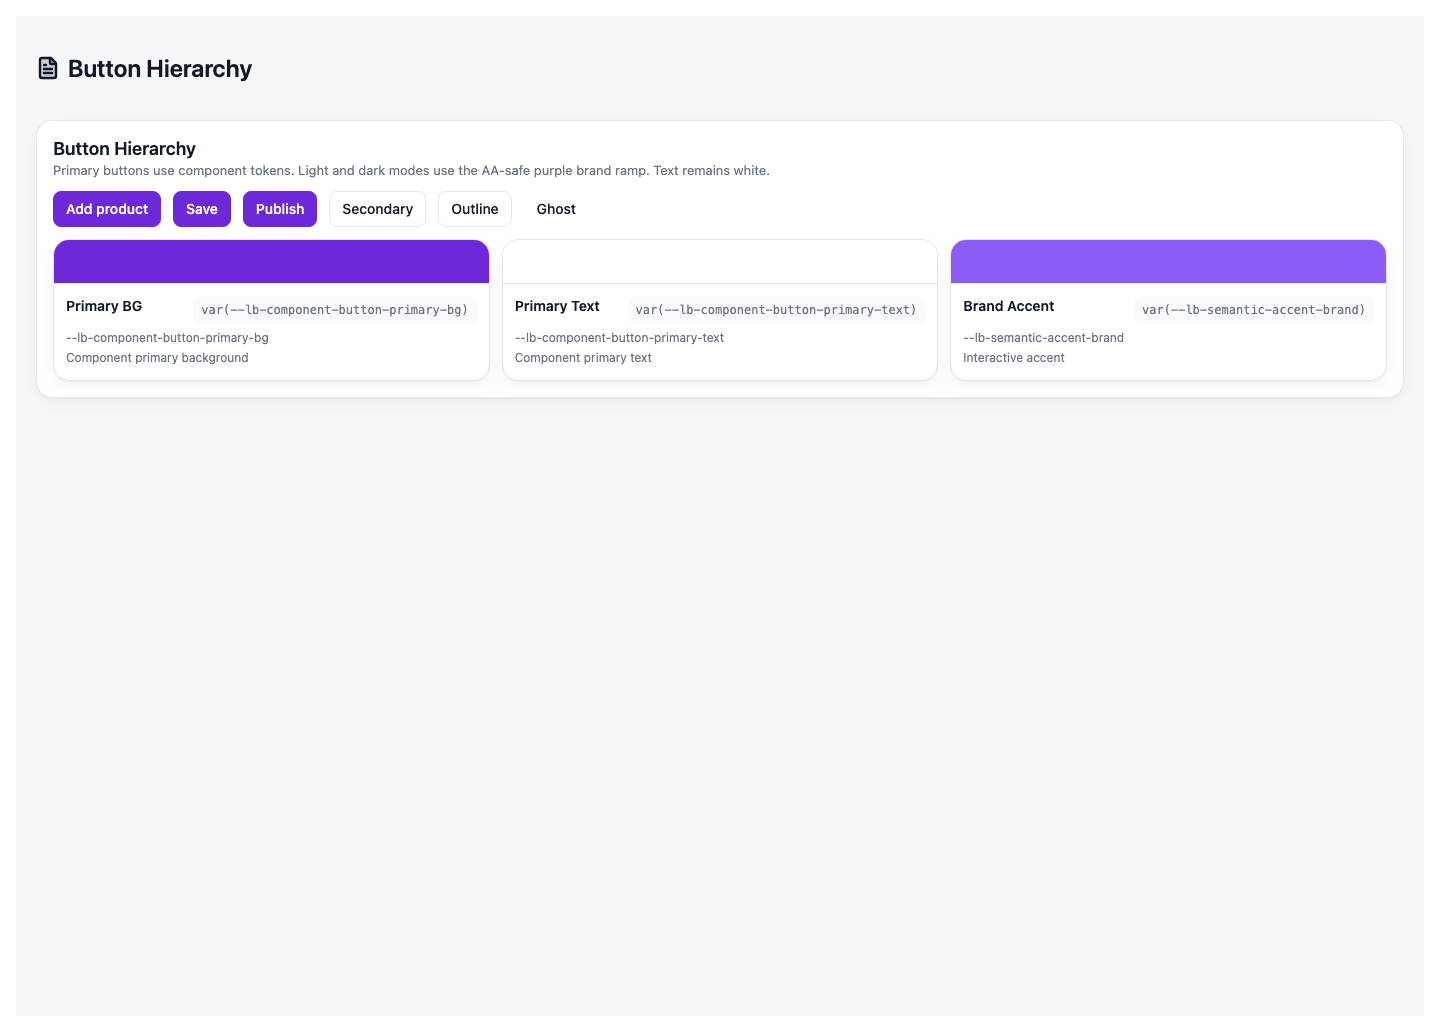 Button Hierarchy
Button Hierarchy
Primary buttons use component tokens. Light and dark modes use the AA-safe purple brand ramp. Text remains white.
Add product Save Publish Secondary Outline Ghost
Primary BG var(--lb-component-button-primary-bg)
--lb-component-button-primary-bg
Component primary background
Primary Text var(--lb-component-button-primary-text)
--lb-component-button-primary-text
Component primary text
Brand Accent var(--lb-semantic-accent-brand)
--lb-semantic-accent-brand
Interactive accent